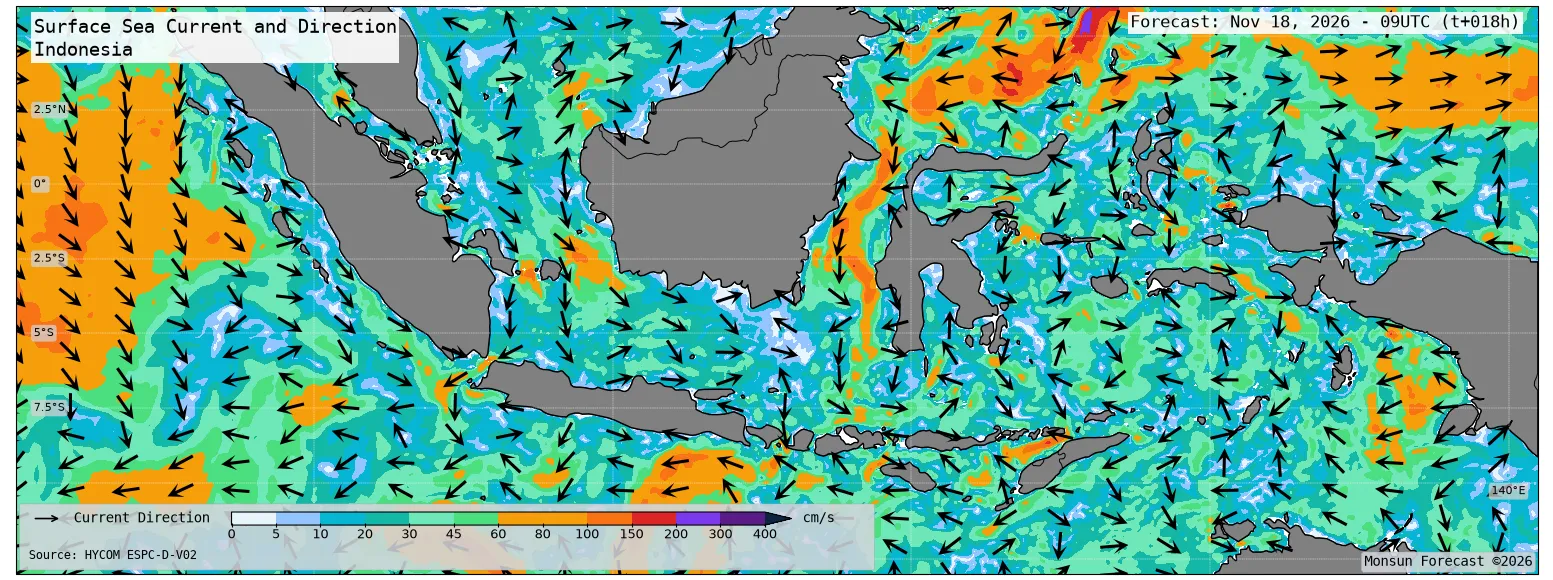 Surface Sea Current and Direction
Indonesia
Forecast: Nov 18, 2026 - 09UTC (t+018h)
2.5°N
0°
2.5°S
5°S
7.5°S
140°E
Current Direction
0 5 10 20 30 45 60 80 100 150 200 300 400 cm/s
Source: HYCOM ESPC-D-V02
Monsun Forecast ©2026